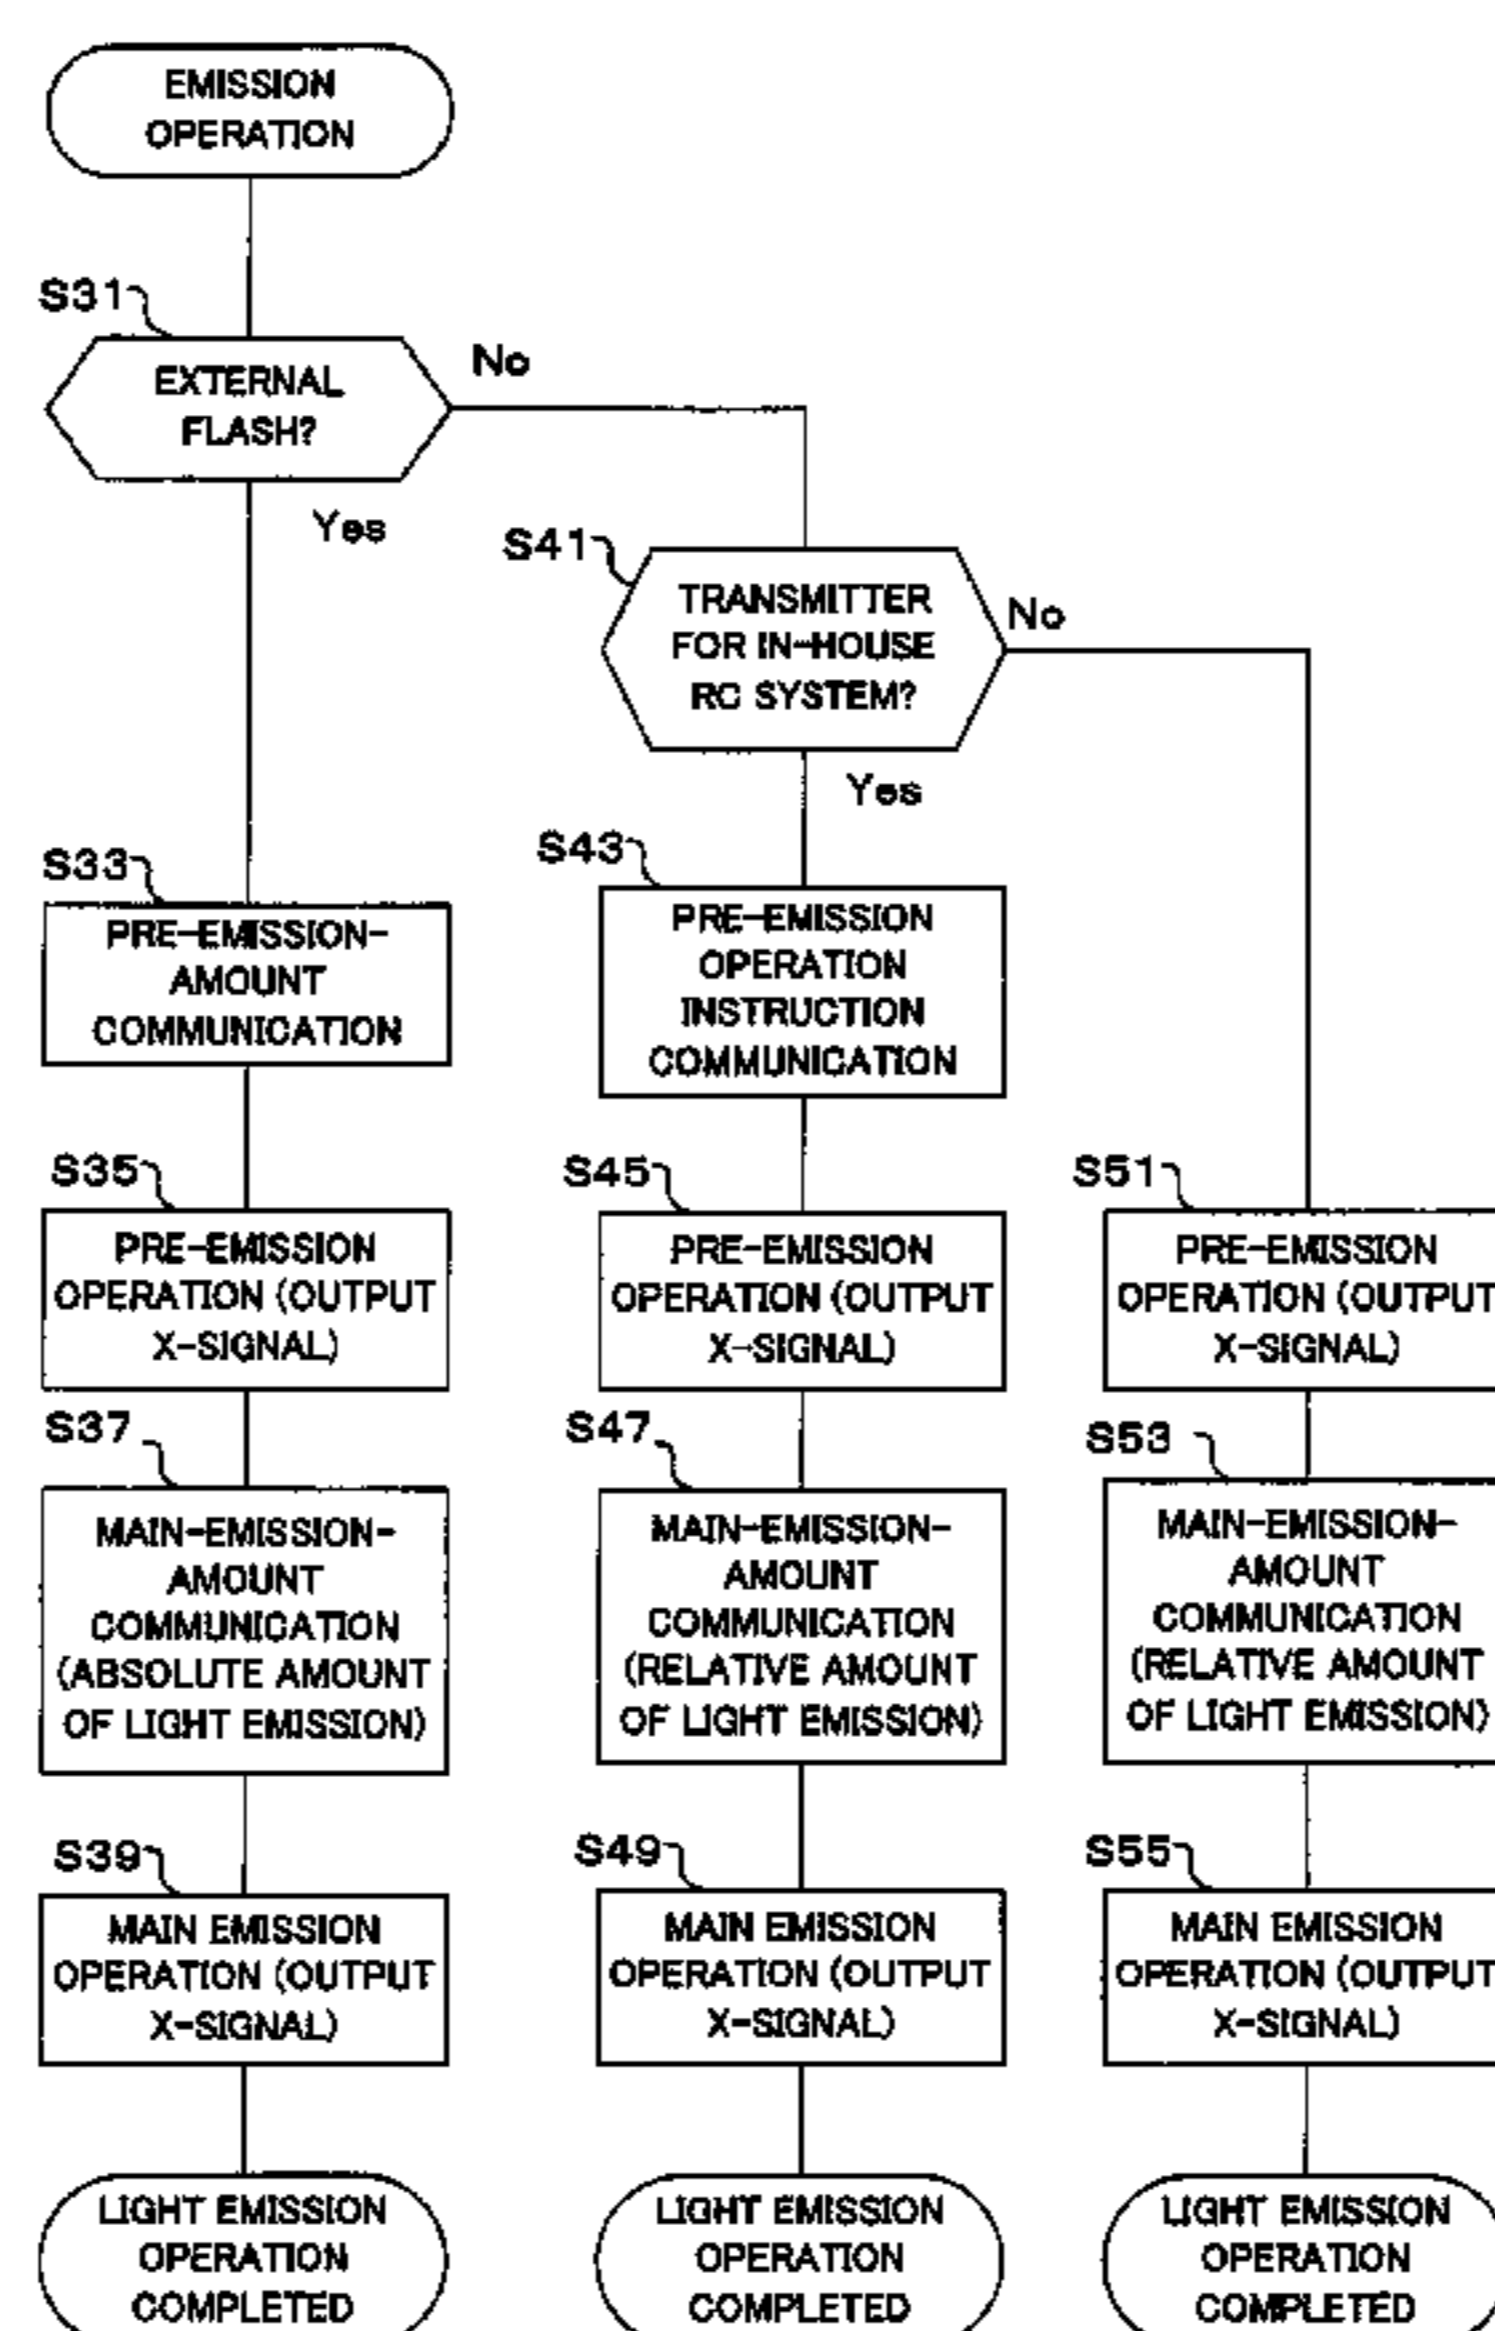 EMISSION
OPERATION
S31
EXTERNAL
FLASH?
No
Yes
S41
TRANSMITTER
FOR IN-HOUSE
RC SYSTEM?
No
Yes
S33
PRE-EMISSION-
AMOUNT
COMMUNICATION
S43
PRE-EMISSION
OPERATION
INSTRUCTION
COMMUNICATION
S35
PRE-EMISSION
OPERATION (OUTPUT
X-SIGNAL)
S45
PRE-EMISSION
OPERATION (OUTPUT
X-SIGNAL)
S51
PRE-EMISSION
OPERATION (OUTPUT
X-SIGNAL)
S37
MAIN-EMISSION-
AMOUNT
COMMUNICATION
(ABSOLUTE AMOUNT
OF LIGHT EMISSION)
S47
MAIN-EMISSION-
AMOUNT
COMMUNICATION
(RELATIVE AMOUNT
OF LIGHT EMISSION)
S53
MAIN-EMISSION-
AMOUNT
COMMUNICATION
(RELATIVE AMOUNT
OF LIGHT EMISSION)
S39
MAIN EMISSION
OPERATION (OUTPUT
X-SIGNAL)
S49
MAIN EMISSION
OPERATION (OUTPUT
X-SIGNAL)
S55
MAIN EMISSION
OPERATION (OUTPUT
X-SIGNAL)
LIGHT EMISSION
OPERATION
COMPLETED
LIGHT EMISSION
OPERATION
COMPLETED
LIGHT EMISSION
OPERATION
COMPLETED